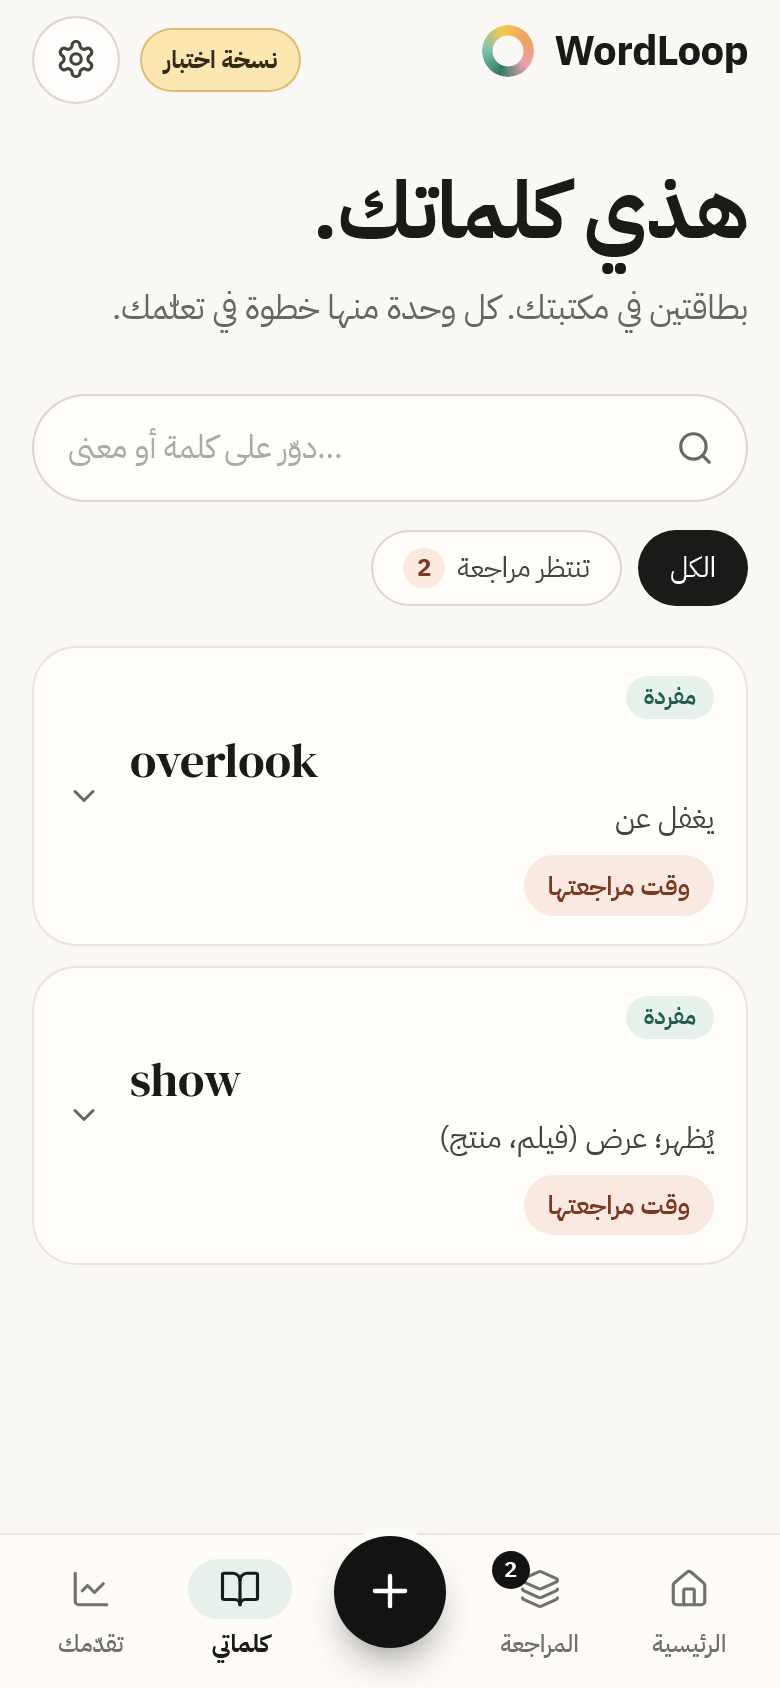 WordLoop
نسخة اختبار
هذي كلماتك.
بطاقتين في مكتبتك. كل وحدة منها خطوة في تعلّمك.
دوّر على كلمة أو معنى...
الكل
تنتظر مراجعة 2
مفردة
overlook
يغفل عن
وقت مراجعتها
مفردة
show
يُظهر؛ عرض (فيلم، منتج)
وقت مراجعتها
2
الرئيسية
المراجعة
كلماتي
تقدّمك